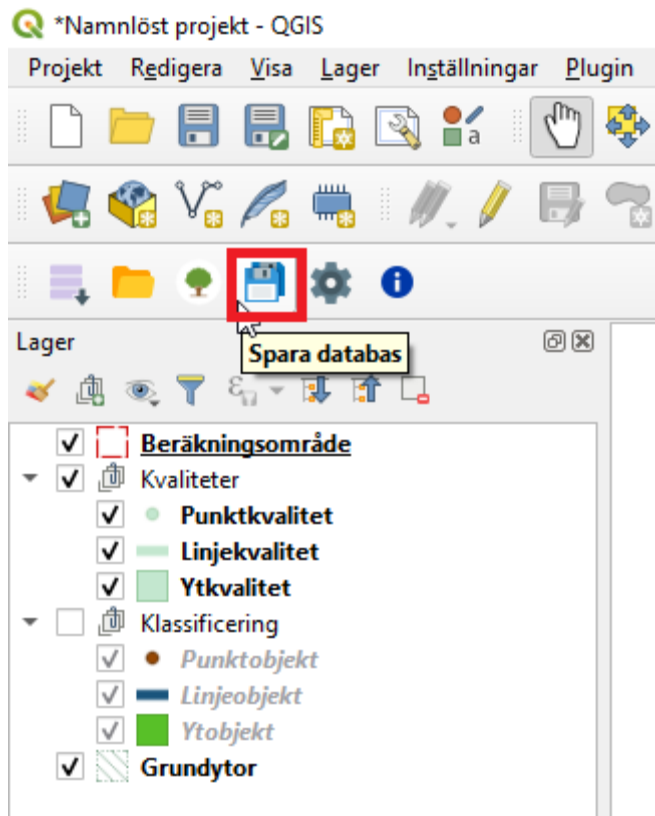 *Namnlöst projekt - QGIS
Projekt Redigera Visa Lager Inställningar Plugin
a
Spara databas
Lager
ε
Beräkningsområde
Kvaliteter
Punktkvalitet
Linjekvalitet
Ytkvalitet
Klassificering
Punktobjekt
Linjeobjekt
Ytobjekt
Grundytor